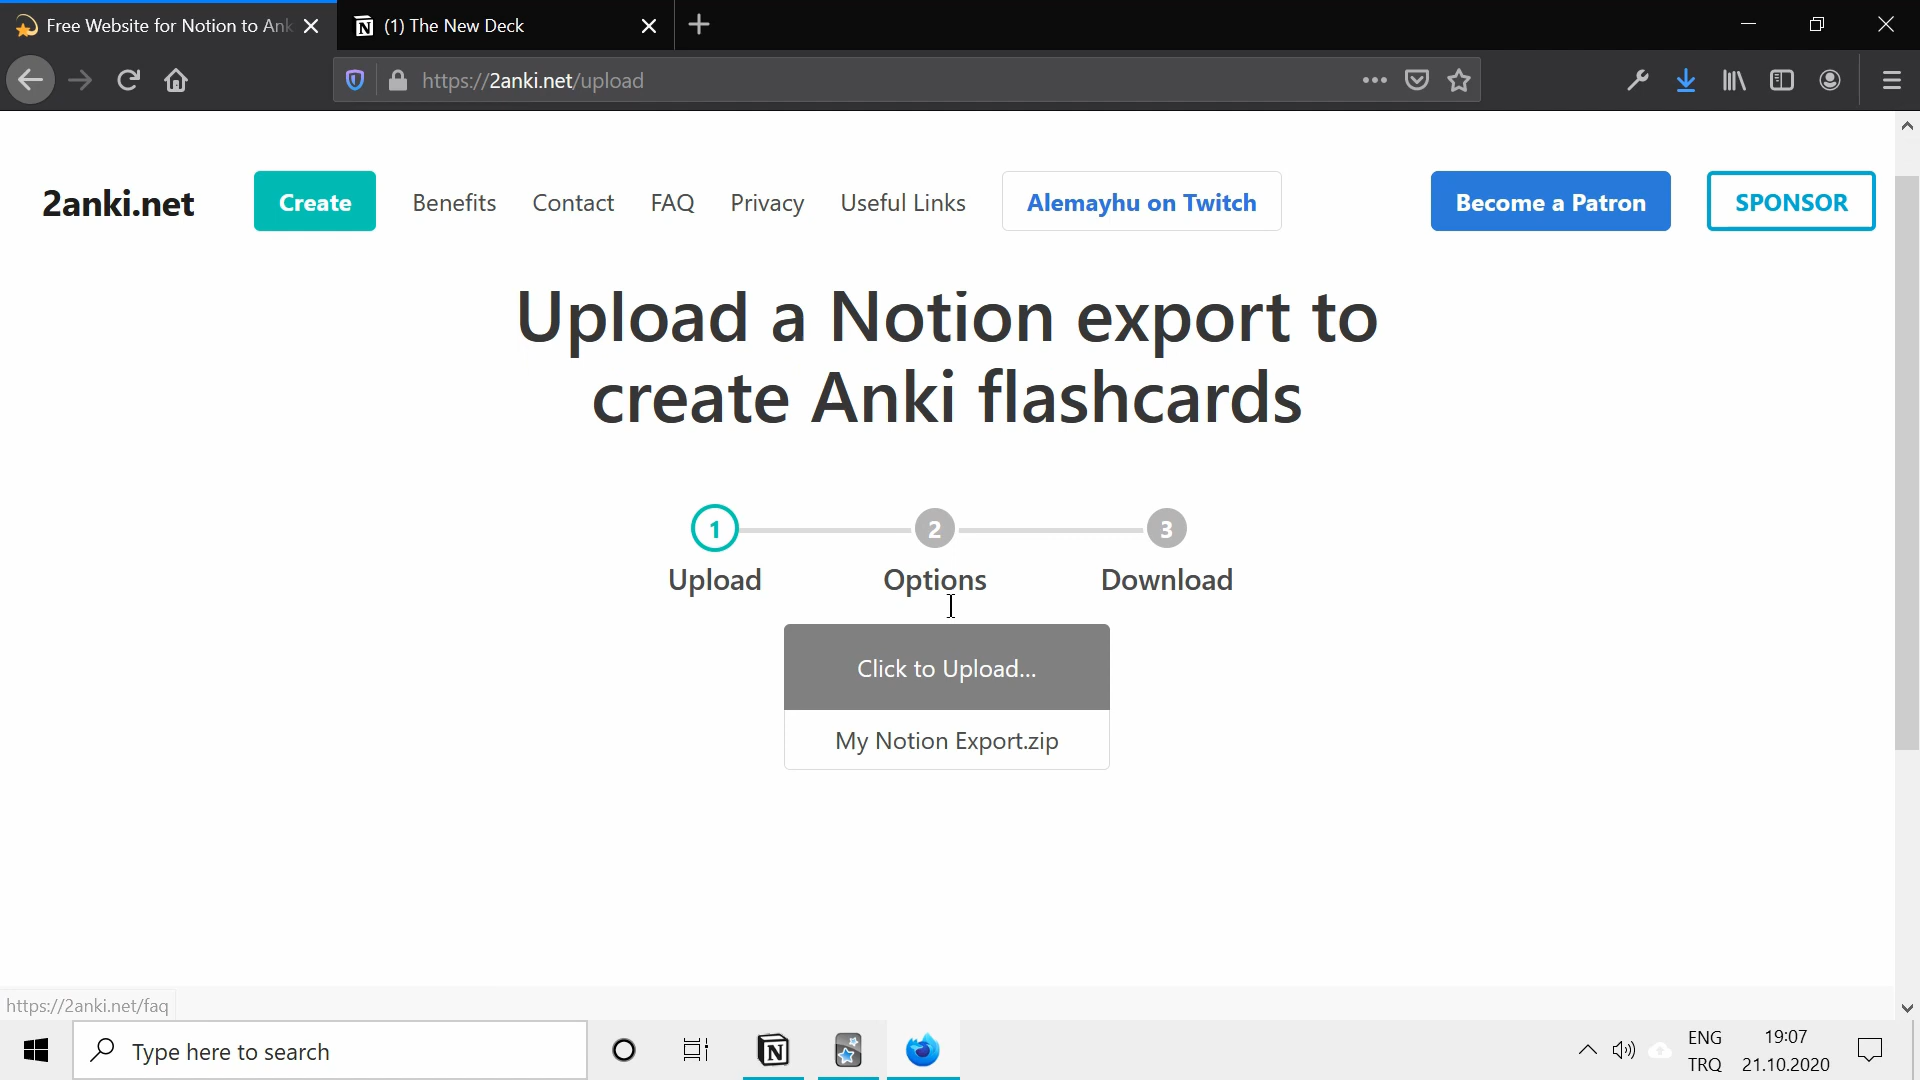 Free Website for Notion to Ank
(1) The New Deck
https://2anki.net/upload
2anki.net
Create
Benefits
Contact
FAQ
Privacy
Useful Links
Alemayhu on Twitch
Become a Patron
SPONSOR
Upload a Notion export to
create Anki flashcards
1
2
3
Upload
Options
Download
Click to Upload...
My Notion Export.zip
https://2anki.net/faq
Type here to search
ENG
TRQ
19:07
21.10.2020